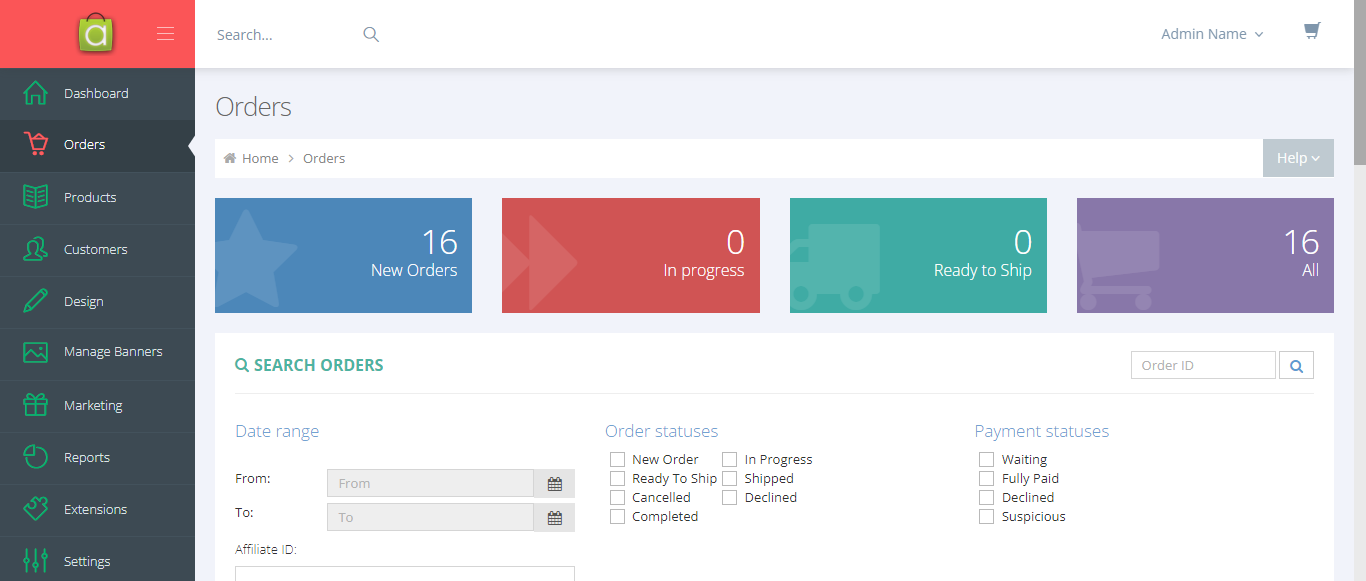 a
Search...
Admin Name
Dashboard
Orders
Products
Customers
Design
Manage Banners
Marketing
Reports
Extensions
Settings
Orders
Home > Orders
Help
16
New Orders
0
In progress
0
Ready to Ship
16
All
SEARCH ORDERS
Order ID
Date range
From:
From
To:
To
Affiliate ID:
Order statuses
New Order
In Progress
Ready To Ship
Shipped
Cancelled
Declined
Completed
Payment statuses
Waiting
Fully Paid
Declined
Suspicious